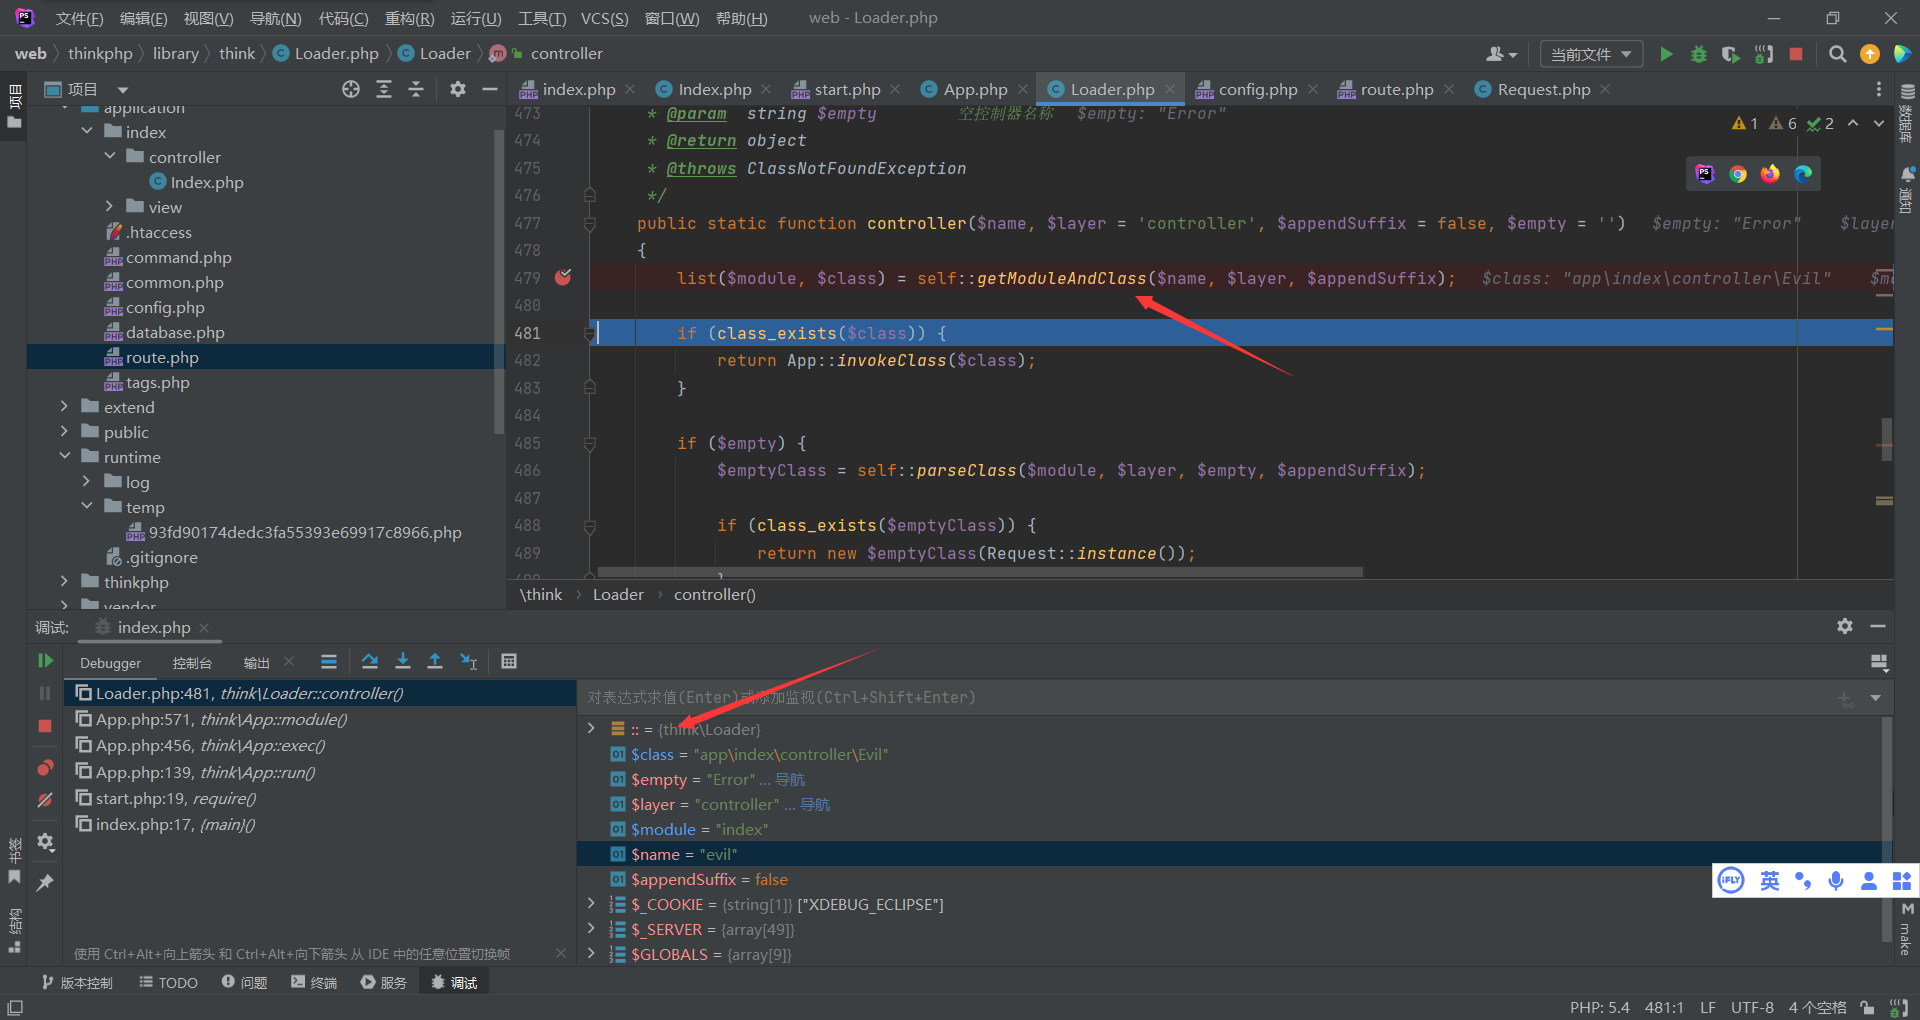 文件(F) 编辑(E) 视图(V) 导航(N) 代码(C) 重构(R) 运行(U) 工具(T) VCS(S) 窗口(W) 帮助(H) web - Loader.php
web thinkphp library think Loader.php Loader controller
当前文件
项目
index.php Index.php start.php App.php Loader.php config.php route.php Request.php
application
index
controller
Index.php
view
.htaccess
command.php
common.php
config.php
database.php
route.php
tags.php
extend
public
runtime
log
temp
93fd90174dedc3fa55393e69917c8966.php
.gitignore
thinkphp
vendor
1 6 2
473 * @param string $empty 空控制器名称 $empty: "Error"
474 * @return object
475 * @throws ClassNotFoundException
476 */
477 public static function controller($name, $layer = 'controller', $appendSuffix = false, $empty = '') $empty: "Error" $layer
478 {
479 list($module, $class) = self::getModuleAndClass($name, $layer, $appendSuffix); $class: "app\index\controller\Evil" $m
480
481 if (class_exists($class)) {
482 return App::invokeClass($class);
483 }
484
485 if ($empty) {
486 $emptyClass = self::parseClass($module, $layer, $empty, $appendSuffix);
487
488 if (class_exists($emptyClass)) {
489 return new $emptyClass(Request::instance());
490 }
\think Loader controller()
项目
书签
结构
数据库
通知
make
调试: index.php
Debugger 控制台 输出
Loader.php:481, think\Loader::controller()
App.php:571, think\App::module()
App.php:456, think\App::exec()
App.php:139, think\App::run()
start.php:19, require()
index.php:17, {main}()
使用 Ctrl+Alt+向上箭头 和 Ctrl+Alt+向下箭头 从 IDE 中的任意位置切换帧
对表达式求值(Enter)或添加监视(Ctrl+Shift+Enter)
:: = {think\Loader}
$class = "app\index\controller\Evil"
$empty = "Error" ... 导航
$layer = "controller" ... 导航
$module = "index"
$name = "evil"
$appendSuffix = false
$_COOKIE = {string[1]} ["XDEBUG_ECLIPSE"]
$_SERVER = {array[49]}
$GLOBALS = {array[9]}
iFLY 英
版本控制 TODO 问题 终端 服务 调试
PHP: 5.4 481:1 LF UTF-8 4 个空格